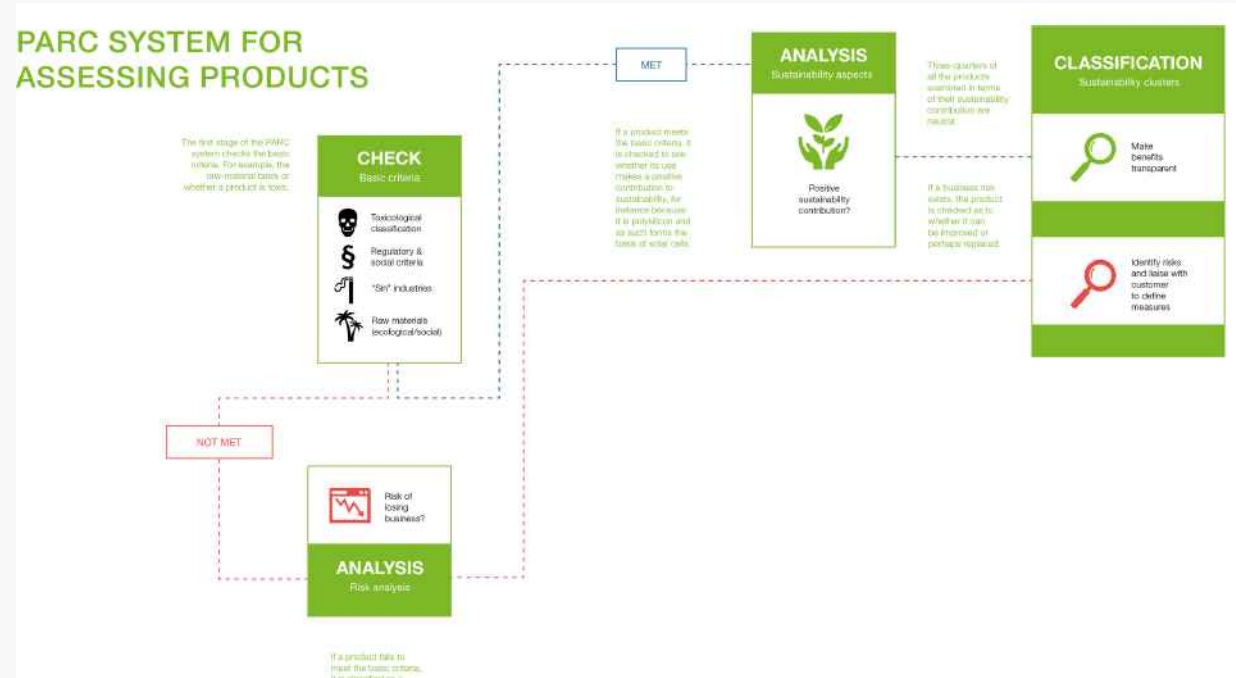 PARC SYSTEM FOR
ASSESSING PRODUCTS
The first stage of the PARC
system checks the basic
criteria. For example, the
raw-material basis or
whether a product is toxic.
CHECK
Basic criteria
Toxicological
classification
Regulatory &
social criteria
"Sin" industries
Raw materials
(ecological/social)
MET
If a product meets
the basic criteria, it
is checked to see
whether its use
makes a positive
contribution to
sustainability, for
instance because
it is polysilicon and
as such forms the
basis of solar cells.
ANALYSIS
Sustainability aspects
Positive
sustainability
contribution?
Three-quarters of
all the products
examined in terms
of their sustainability
contribution are
neutral.
If a business risk
exists, the product
is checked as to
whether it can
be improved or
perhaps replaced.
CLASSIFICATION
Sustainability clusters
Make
benefits
transparent
Identify risks
and liaise with
customer
to define
measures
NOT MET
Risk of
losing
business?
ANALYSIS
Risk analysis
If a product fails to
meet the basic criteria,